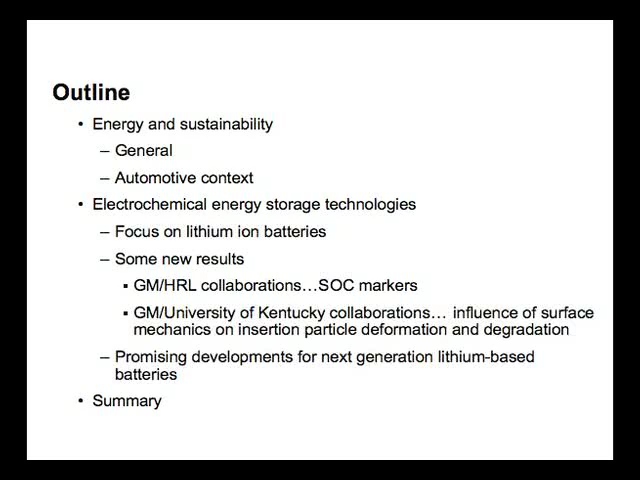 Outline
• Energy and sustainability
– General
– Automotive context
• Electrochemical energy storage technologies
– Focus on lithium ion batteries
– Some new results
▪ GM/HRL collaborations…SOC markers
▪ GM/University of Kentucky collaborations… influence of surface
mechanics on insertion particle deformation and degradation
– Promising developments for next generation lithium-based
batteries
• Summary